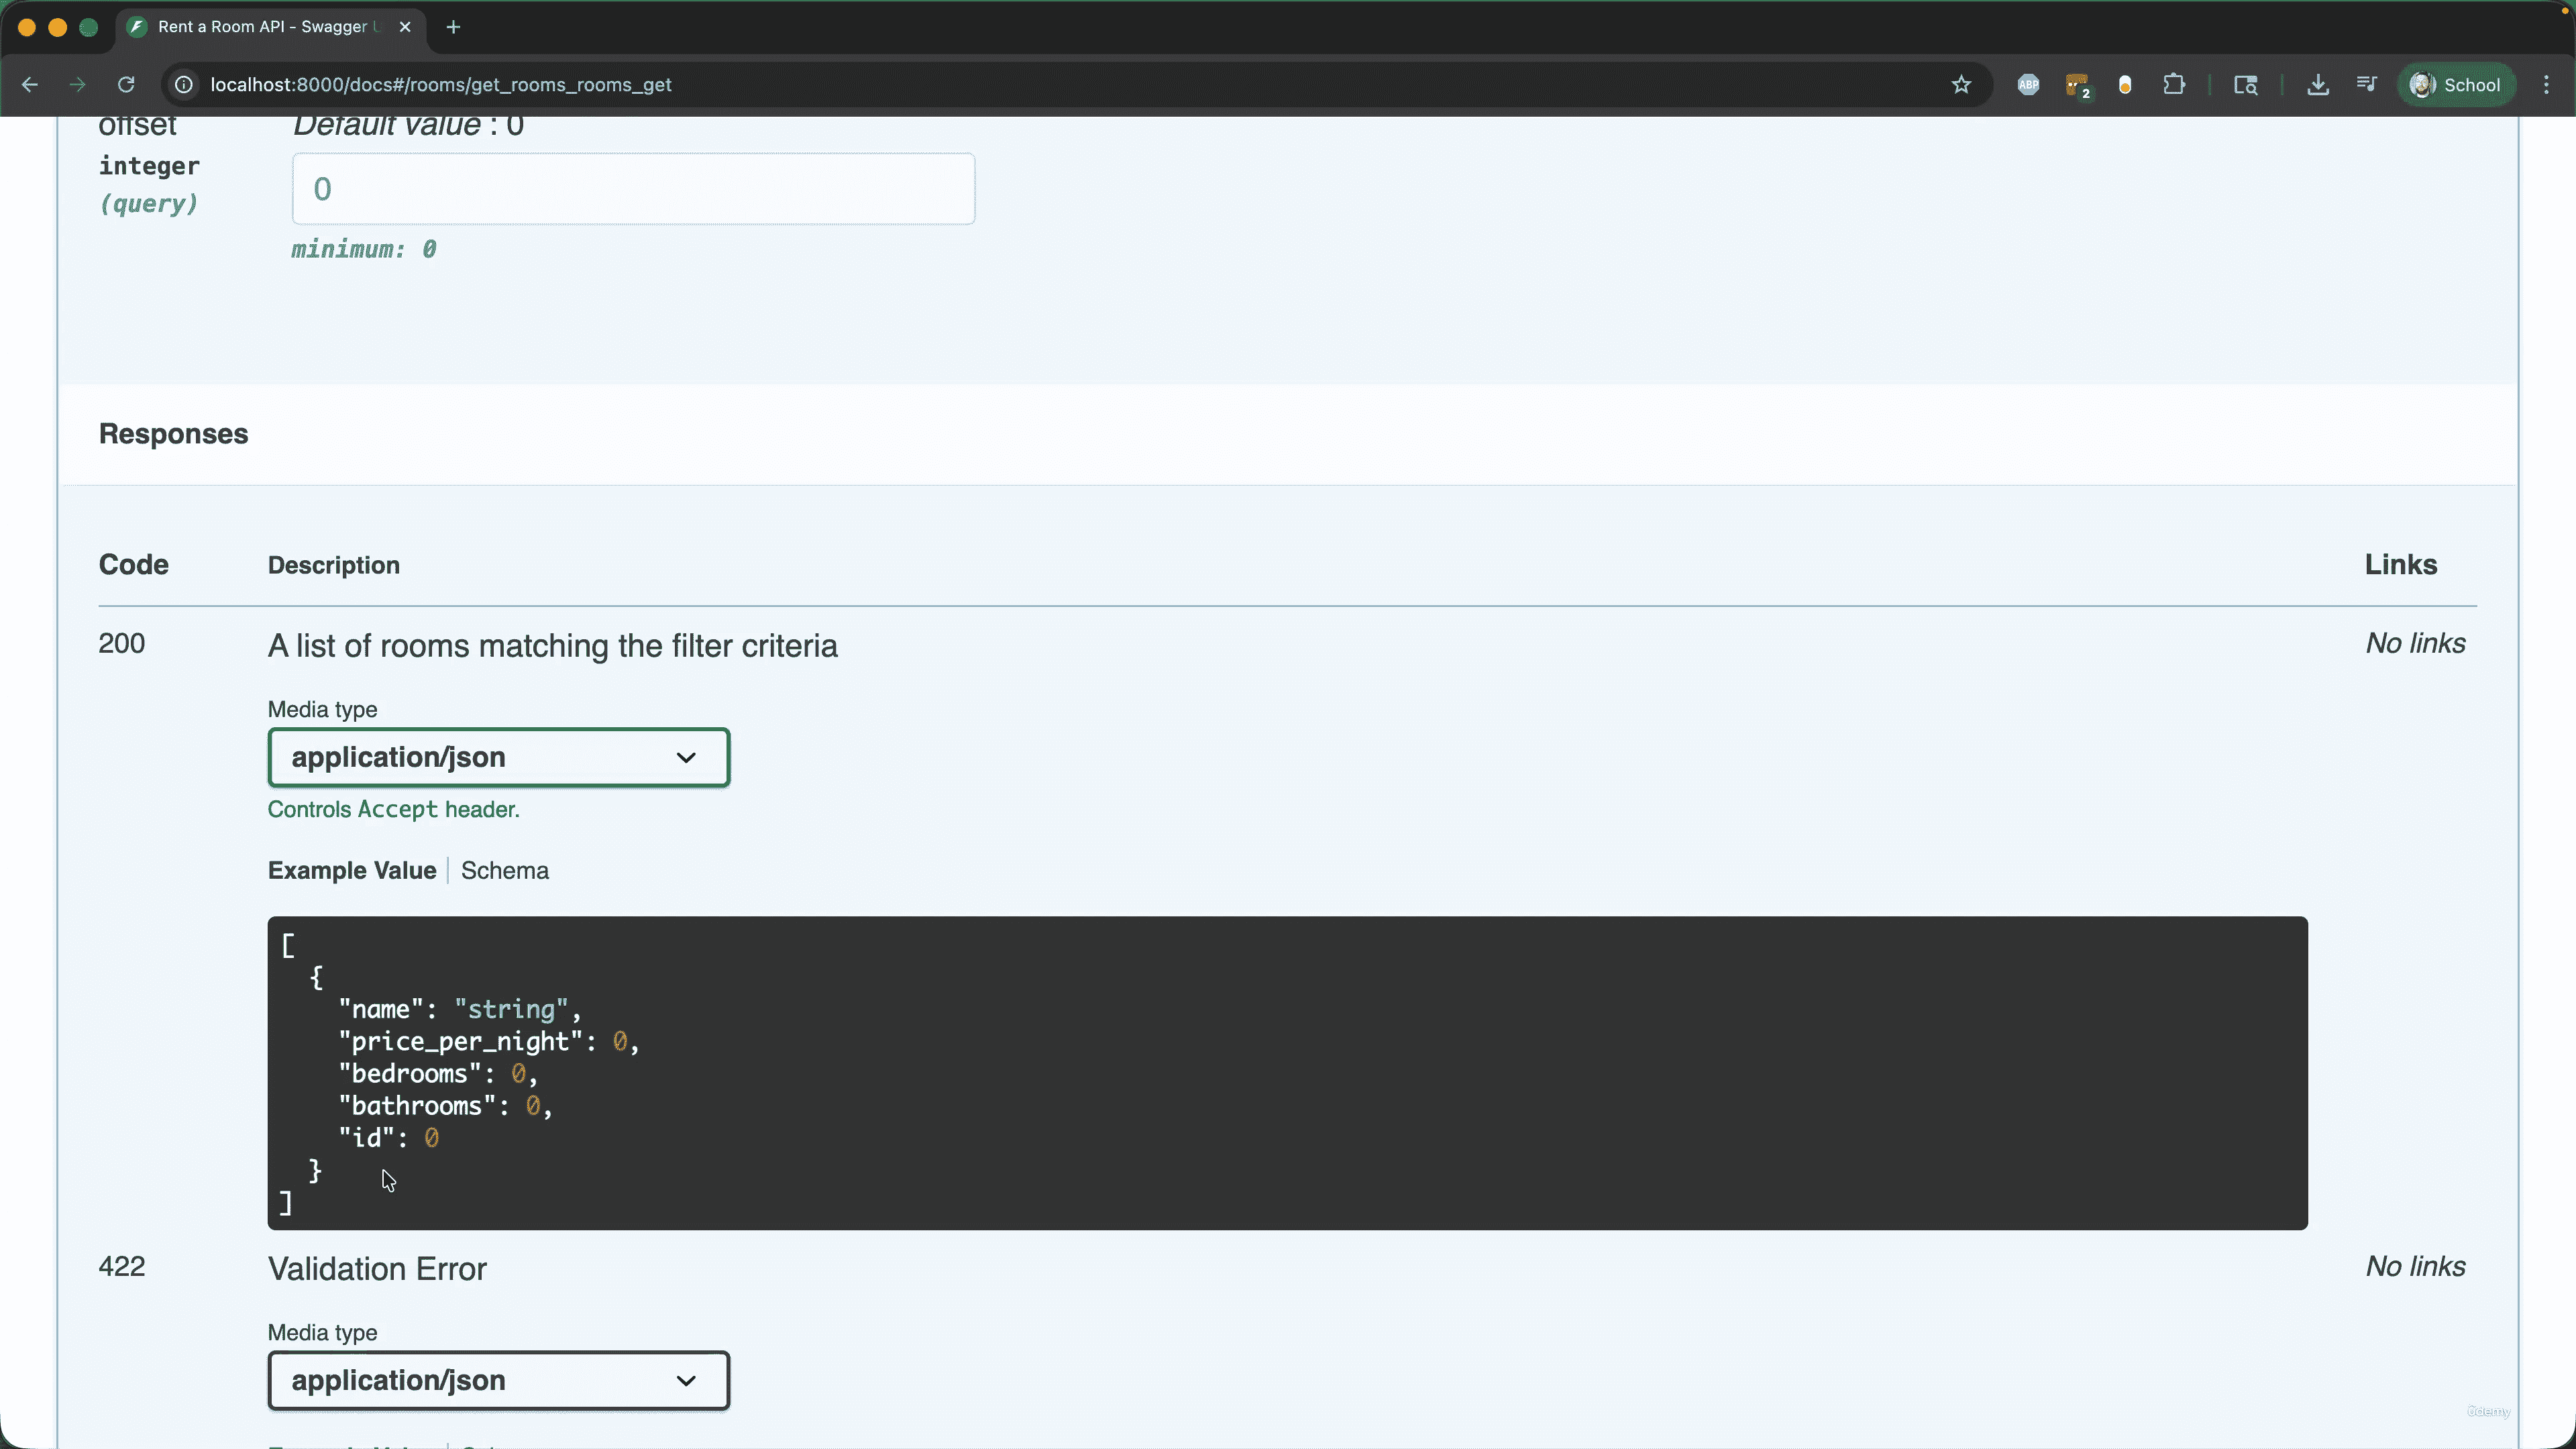 Rent a Room API - Swagger U
localhost:8000/docs#/rooms/get_rooms_rooms_get
ABP
2
School
offset
Default value : 0
integer
0
(query)
minimum: 0
Responses
Code
Description
Links
200
A list of rooms matching the filter criteria
No links
Media type
application/json
Controls Accept header.
Example Value
Schema
[
{
"name": "string",
"price_per_night": 0,
"bedrooms": 0,
"bathrooms": 0,
"id": 0
}
]
422
Validation Error
No links
Media type
application/json
udemy